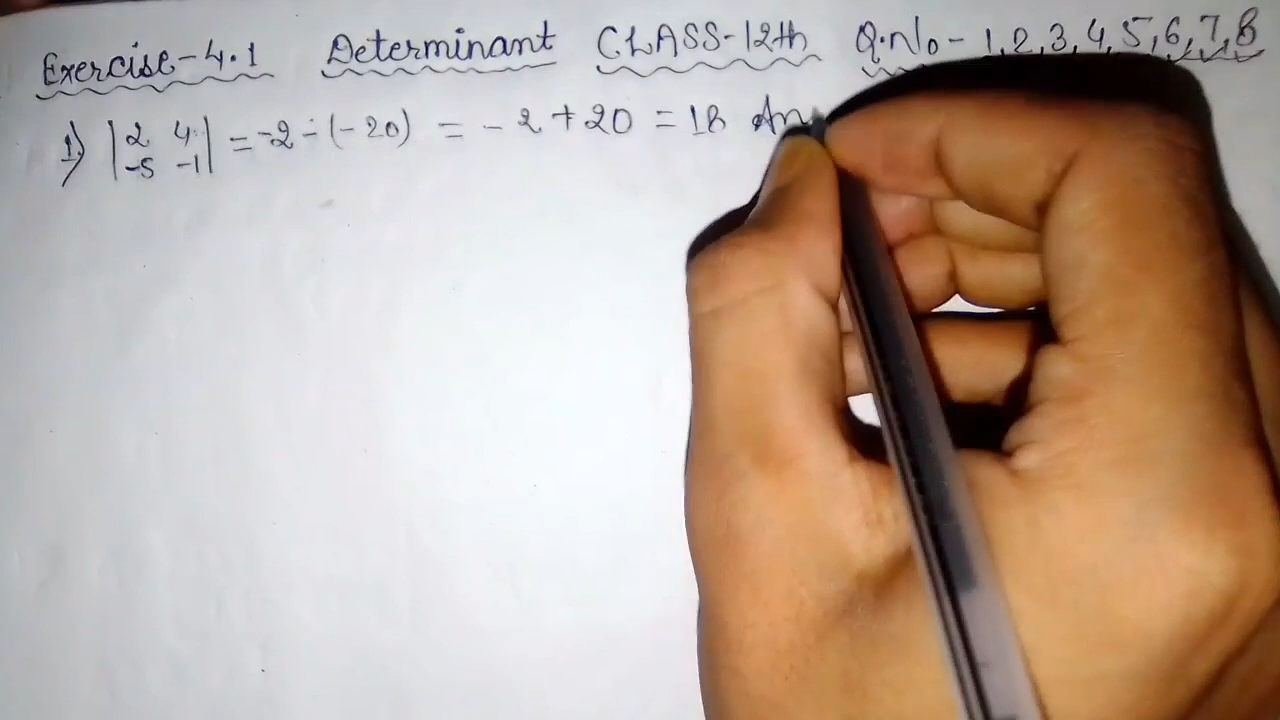 Exercise-4.1 Determinant CLASS-12th Q.No - 1,2,3,4,5,6,7,8
1) |2 4| = -2 - (-20) = -2 + 20 = 18 An
|-5 -1|